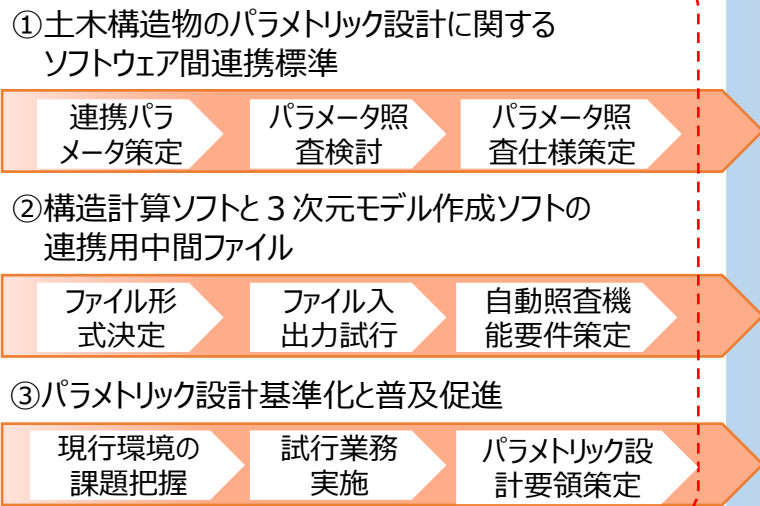 ①土木構造物のパラメトリック設計に関する
ソフトウェア間連携標準
連携パラ
メータ策定
パラメータ照
査検討
パラメータ照
査仕様策定
②構造計算ソフトと３次元モデル作成ソフトの
連携用中間ファイル
ファイル形
式決定
ファイル入
出力試行
自動照査機
能要件策定
③パラメトリック設計基準化と普及促進
現行環境の
課題把握
試行業務
実施
パラメトリック設
計要領策定